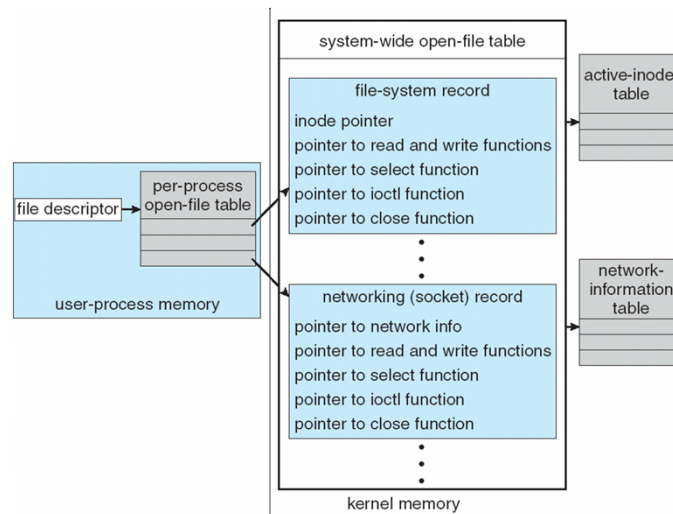 system-wide open-file table
file-system record
inode pointer
pointer to read and write functions
pointer to select function
pointer to ioctl function
pointer to close function
active-inode
table
per-process
open-file table
file descriptor
user-process memory
networking (socket) record
pointer to network info
pointer to read and write functions
pointer to select function
pointer to ioctl function
pointer to close function
network-
information
table
kernel memory